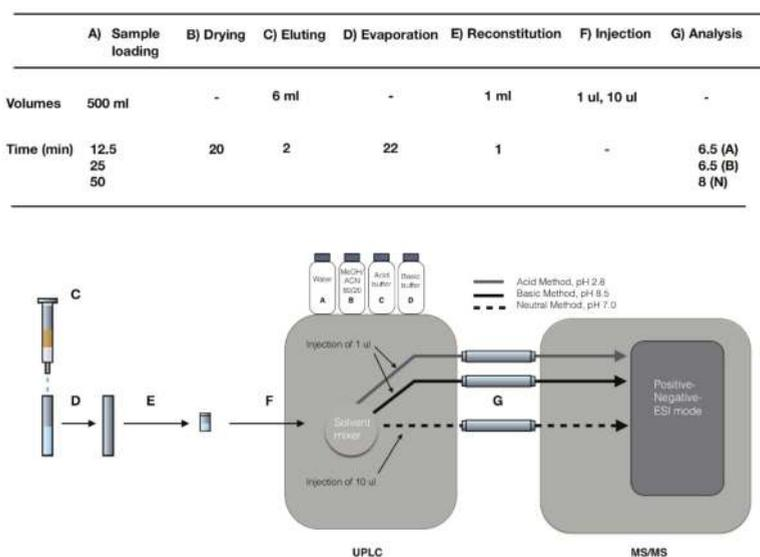 A) Sample loading B) Drying C) Eluting D) Evaporation E) Reconstitution F) Injection G) Analysis
Volumes 500 ml - 6 ml - 1 ml 1 ul, 10 ul -
Time (min) 12.5 20 2 22 1 - 6.5 (A)
25 6.5 (B)
50 8 (N)
Water
A
MeOH/
ACN
80/20
B
Acid
buffer
C
Basic
buffer
D
Acid Method, pH 2.8
Basic Method, pH 8.5
Neutral Method, pH 7.0
C
D
E
F
Injection of 1 ul
Solvent
mixer
Injection of 10 ul
G
Positive-
Negative-
ESI mode
UPLC
MS/MS